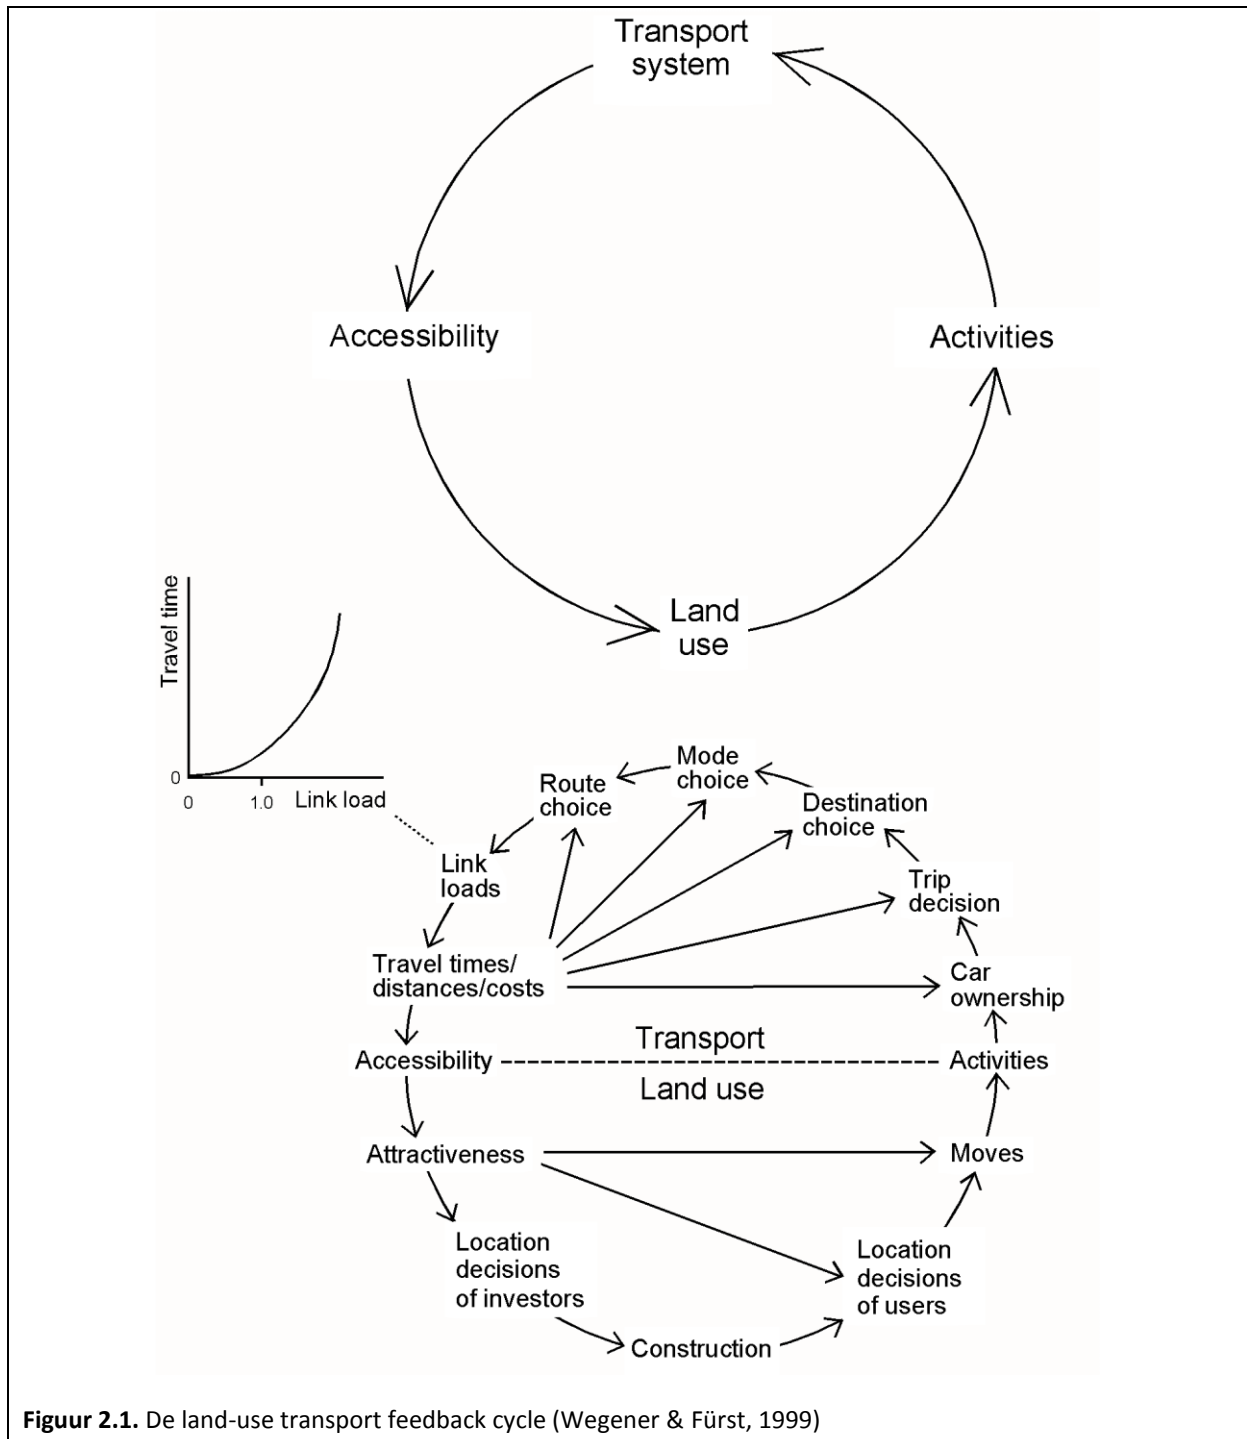 Transport
system
Accessibility
Activities
Land
use
Travel time
0
0
1.0
Link load
Mode
choice
Route
choice
Destination
choice
Link
loads
Trip
decision
Travel times/
distances/costs
Car
ownership
Transport
Accessibility
Activities
Land use
Attractiveness
Moves
Location
decisions
of investors
Location
decisions
of users
Construction
Figuur 2.1. De land-use transport feedback cycle (Wegener & Fürst, 1999)